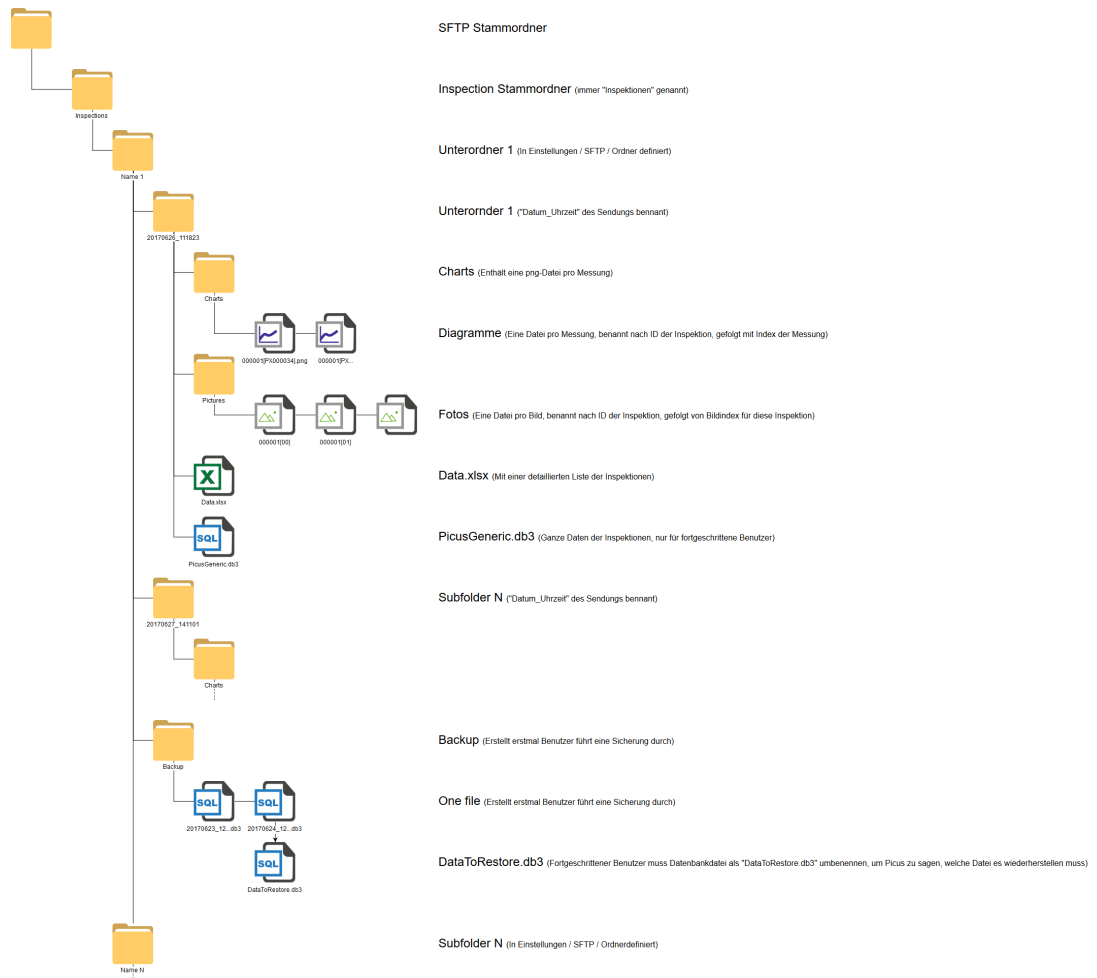 SFTP Stammordner
Inspection Stammordner (immer "Inspektionen" genannt)
Inspections
Unterordner 1 (In Einstellungen / SFTP / Ordner definiert)
Name 1
Unterornder 1 ("Datum_Uhrzeit" des Sendungs bennant)
20170626_111823
Charts (Enthält eine png-Datei pro Messung)
Charts
Diagramme (Eine Datei pro Messung, benannt nach ID der Inspektion, gefolgt mit Index der Messung)
000001[PX000034].png 000001[PX...
Pictures
Fotos (Eine Datei pro Bild, benannt nach ID der Inspektion, gefolgt von Bildindex für diese Inspektion)
000001[00] 000001[01]
X
Data.xlsx (Mit einer detaillierten Liste der Inspektionen)
Data.xlsx
SQL
PicusGeneric.db3 (Ganze Daten der Inspektionen, nur für fortgeschrittene Benutzer)
PicusGeneric.db3
Subfolder N ("Datum_Uhrzeit" des Sendungs bennant)
20170627_141101
Charts
Backup (Erstellt erstmal Benutzer führt eine Sicherung durch)
Backup
SQL SQL
One file (Erstellt erstmal Benutzer führt eine Sicherung durch)
20170623_12...db3 20170624_12...db3
SQL
DataToRestore.db3 (Fortgeschrittener Benutzer muss Datenbankdatei als "DataToRestore.db3" umbenennen, um Picus zu sagen, welche Datei es wiederherstellen muss)
DataToRestore.db3
Subfolder N (In Einstellungen / SFTP / Ordnerdefiniert)
Name N